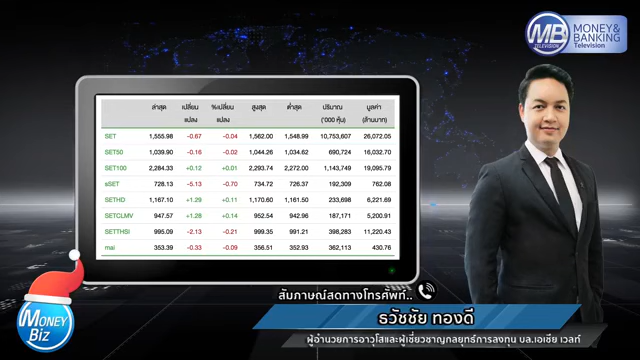 MB
TELEVISION
MONEY&
BANKING
Television
ล่าสุด เปลี่ยนแปลง %เปลี่ยนแปลง สูงสุด ต่ำสุด ปริมาณ ('000 หุ้น) มูลค่า (ล้านบาท)
SET 1,555.98 -0.67 -0.04 1,562.00 1,548.99 10,753,607 26,072.05
SET50 1,039.90 -0.16 -0.02 1,044.26 1,034.62 690,724 16,032.70
SET100 2,284.33 +0.12 +0.01 2,293.74 2,272.00 1,143,749 19,095.79
sSET 728.13 -5.13 -0.70 734.72 726.37 192,309 762.08
SETHD 1,167.10 +1.29 +0.11 1,170.60 1,161.50 233,698 6,221.69
SETCLMV 947.57 +1.28 +0.14 952.54 942.96 187,171 5,200.91
SETTHSI 995.09 -2.13 -0.21 999.35 991.21 398,283 11,220.43
mai 353.39 -0.33 -0.09 356.51 352.93 362,113 430.76
สัมภาษณ์สดทางโทรศัพท์..
ธวัชชัย ทองดี
ผู้อำนวยการอาวุโสและผู้เชี่ยวชาญกลยุทธ์การลงทุน บล.เอเชีย เวลท์
MONEY
Biz